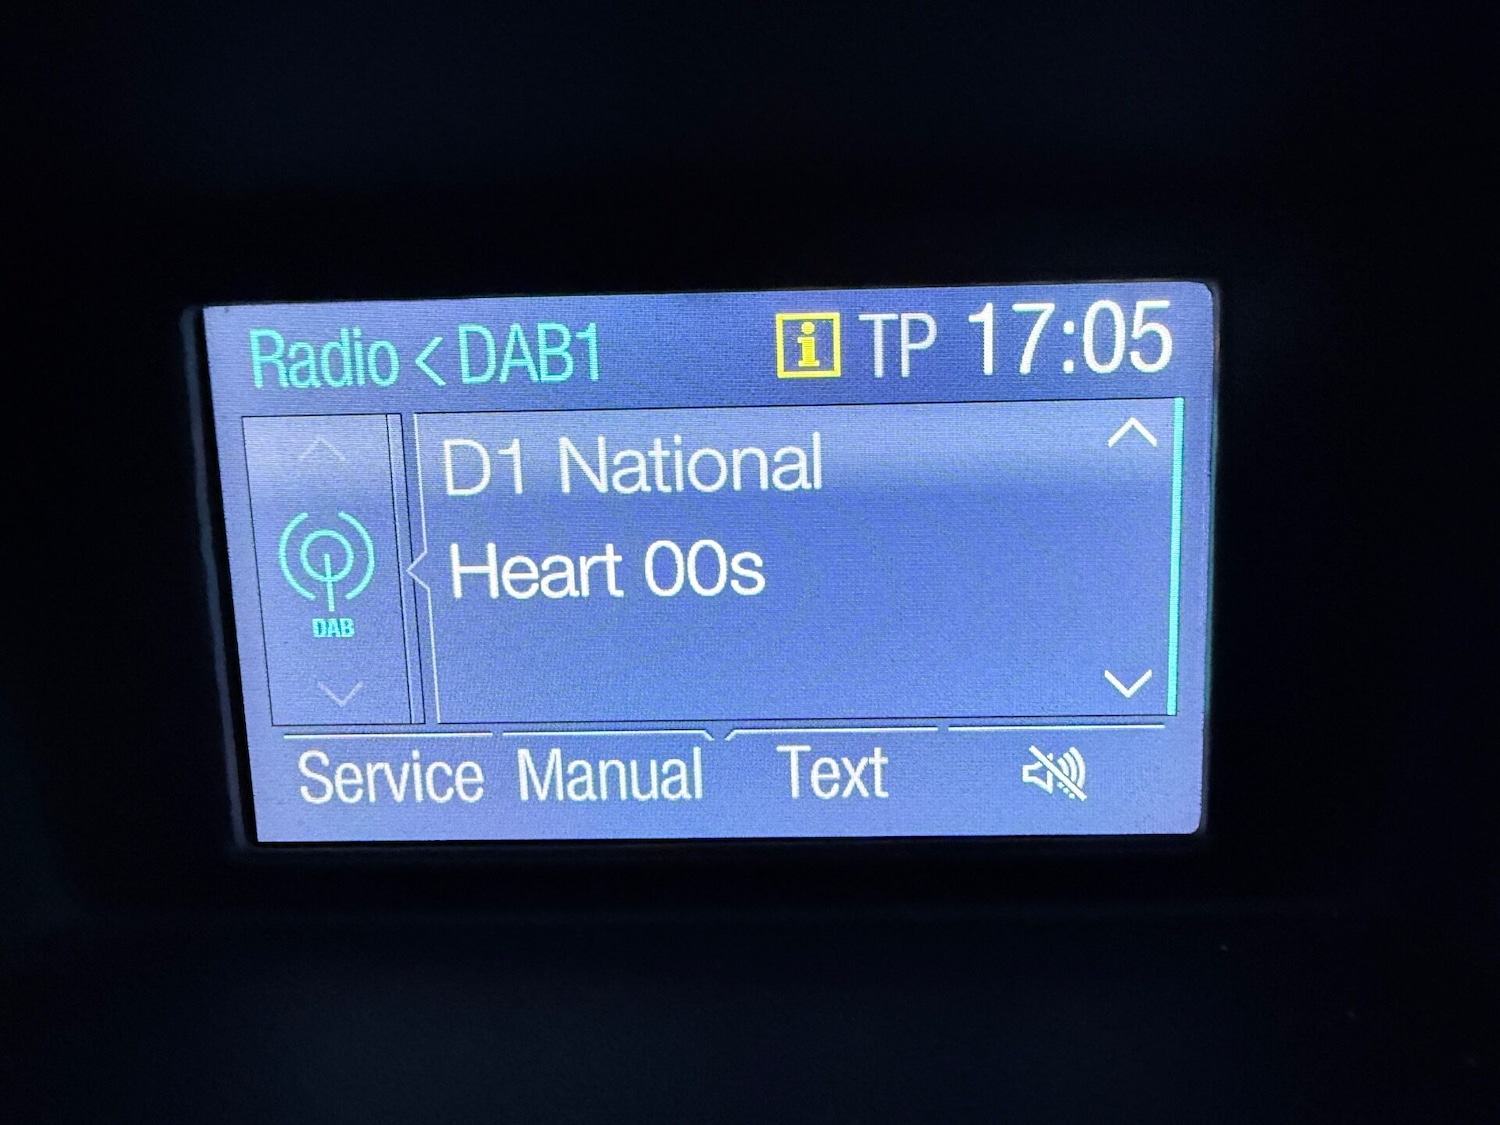 Radio < DAB1 i TP 17:05
D1 National
Heart 00s
DAB
Service Manual Text